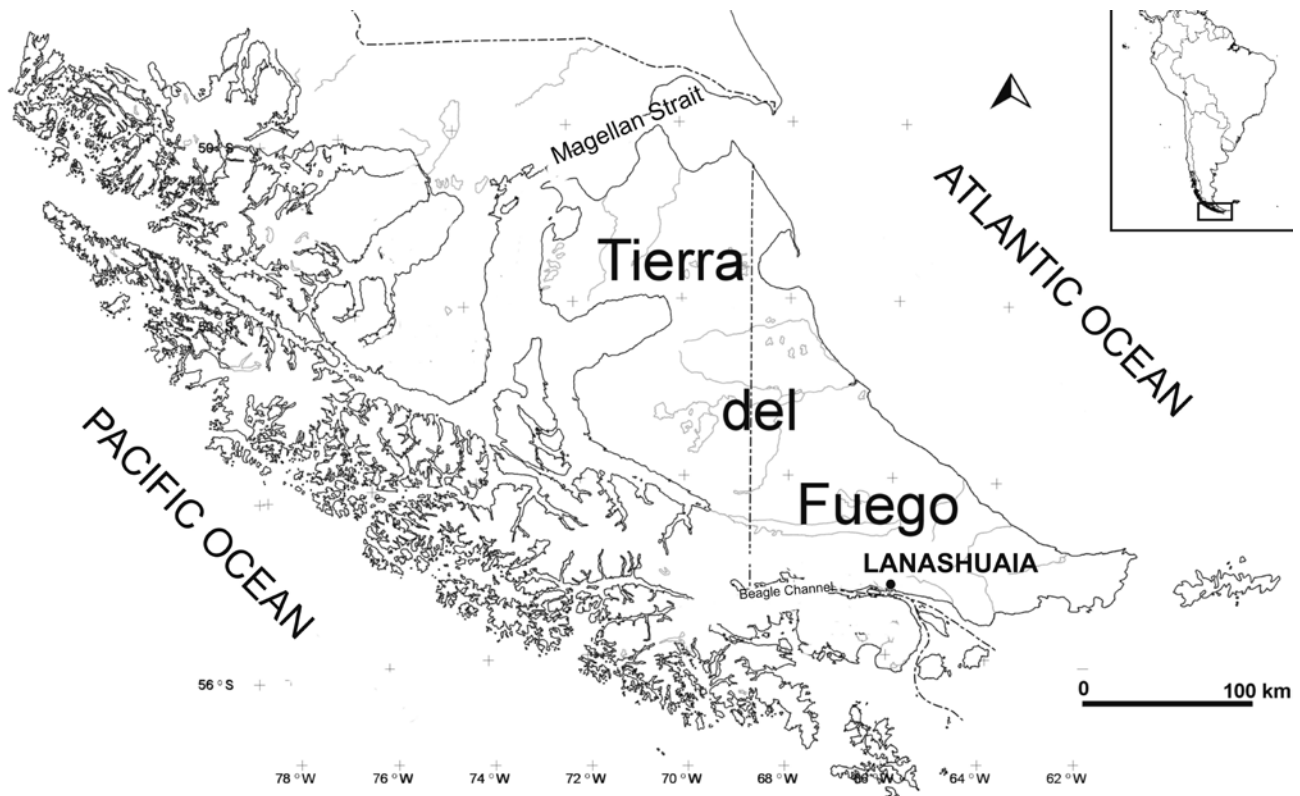 Magellan Strait
ATLANTIC OCEAN
Tierra
del
Fuego
PACIFIC OCEAN
LANASHUAIA
Beagle Channel
56 ° S
0 100 km
78 ° W 76 ° W 74 ° W 72 ° W 70 ° W 68 ° W 64 ° W 62 ° W